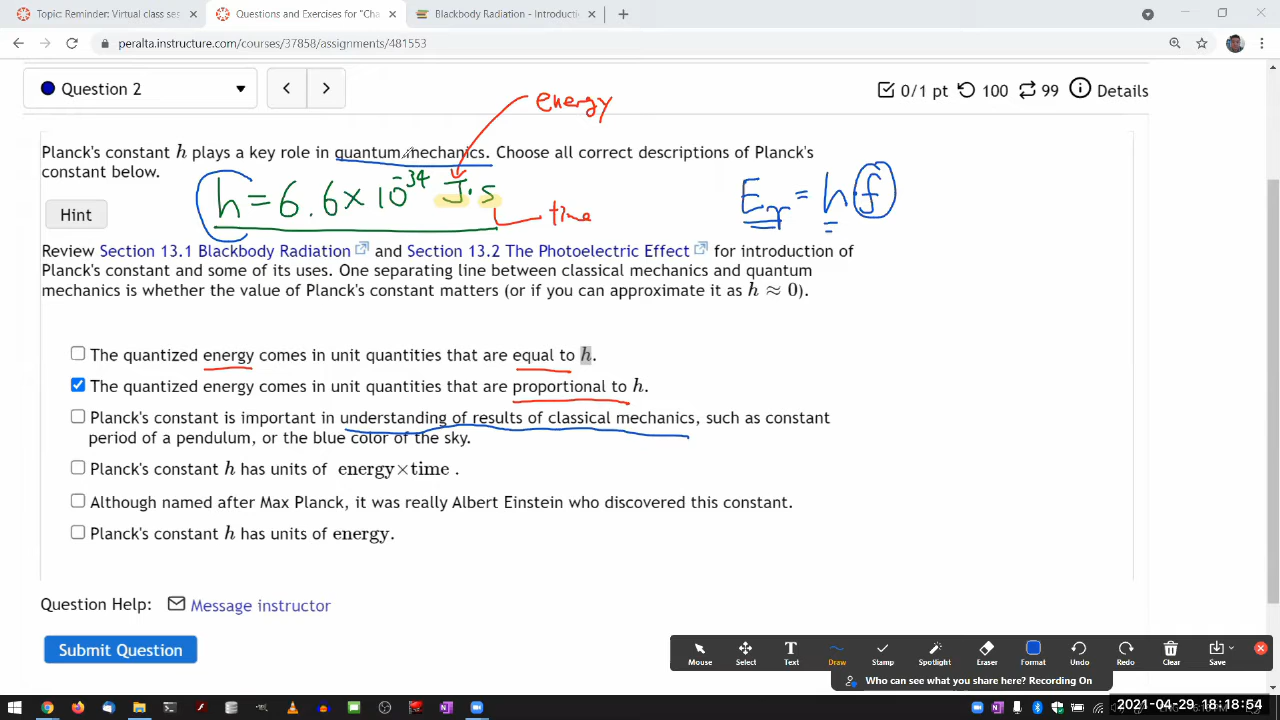 Topic: Reminder: Virtual class ses
Questions and Exercises for "Cha
Blackbody Radiation - Introducti
peralta.instructure.com/courses/37858/assignments/481553
Question 2
0/1 pt 100 99 Details
energy
Planck's constant h plays a key role in quantum mechanics. Choose all correct descriptions of Planck's
constant below.
h = 6.6 × 10⁻³⁴ J·s
time
E = hf
Hint
Review Section 13.1 Blackbody Radiation and Section 13.2 The Photoelectric Effect for introduction of
Planck's constant and some of its uses. One separating line between classical mechanics and quantum
mechanics is whether the value of Planck's constant matters (or if you can approximate it as h ≈ 0).
The quantized energy comes in unit quantities that are equal to h.
The quantized energy comes in unit quantities that are proportional to h.
Planck's constant is important in understanding of results of classical mechanics, such as constant
period of a pendulum, or the blue color of the sky.
Planck's constant h has units of energy×time .
Although named after Max Planck, it was really Albert Einstein who discovered this constant.
Planck's constant h has units of energy.
Question Help: Message instructor
Submit Question
Mouse Select Text Draw Stamp Spotlight Eraser Format Undo Redo Clear Save
Who can see what you share here? Recording On
2021-04-29 18:18:54